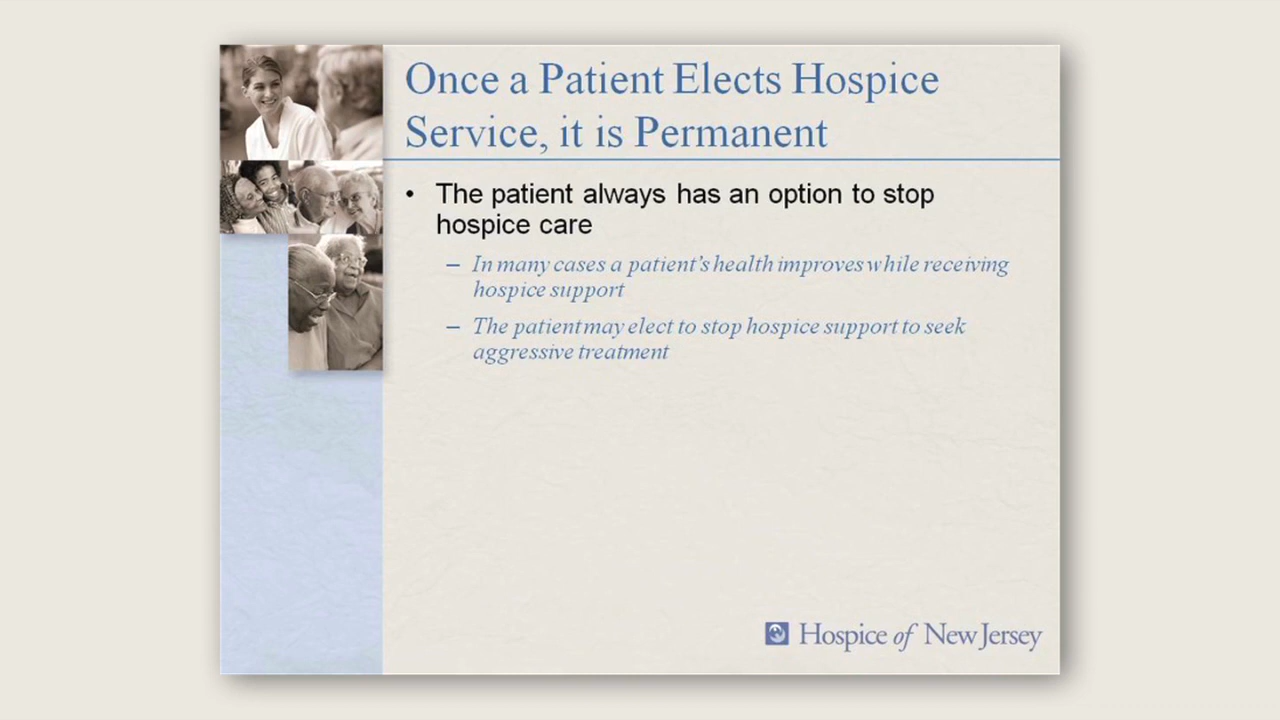 Once a Patient Elects Hospice
Service, it is Permanent
• The patient always has an option to stop
hospice care
– In many cases a patient's health improves while receiving
hospice support
– The patient may elect to stop hospice support to seek
aggressive treatment
Hospice of New Jersey